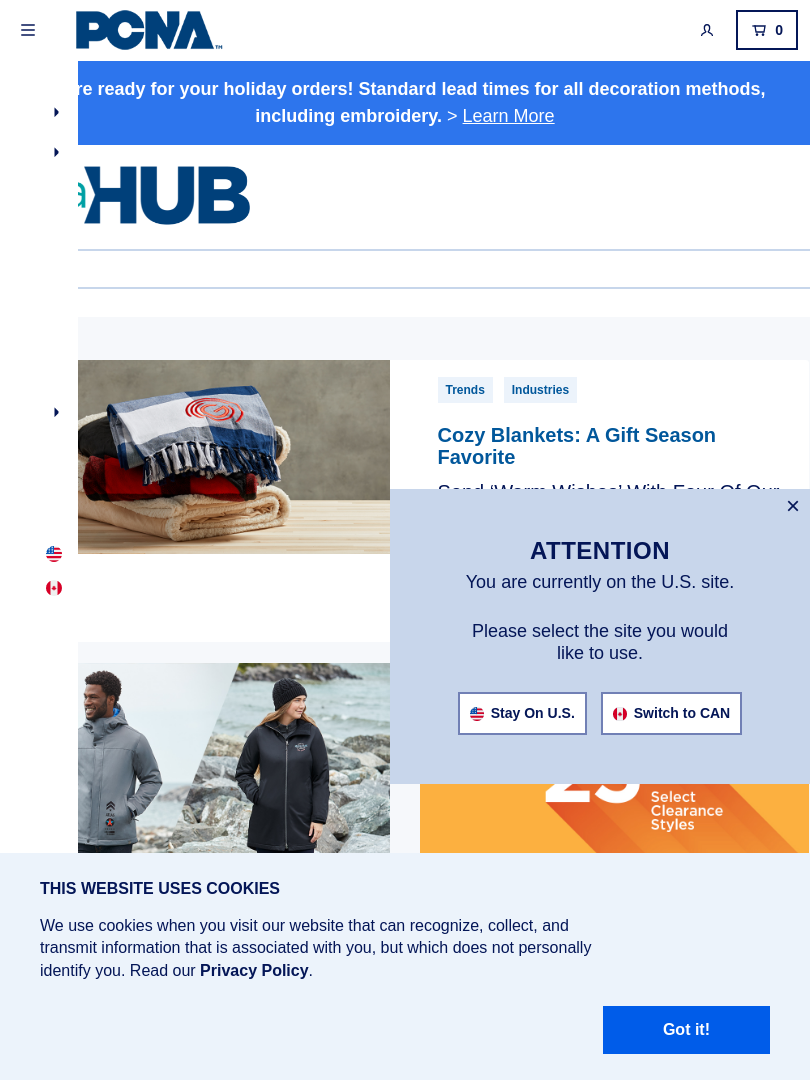 PCNA™
0
re ready for your holiday orders! Standard lead times for all decoration methods,
including embroidery. > Learn More
HUB
Trends
Industries
Cozy Blankets: A Gift Season
Favorite
×
ATTENTION
You are currently on the U.S. site.
Please select the site you would
like to use.
Stay On U.S.
Switch to CAN
Select
Clearance
Styles
THIS WEBSITE USES COOKIES
We use cookies when you visit our website that can recognize, collect, and
transmit information that is associated with you, but which does not personally
identify you. Read our Privacy Policy.
Got it!